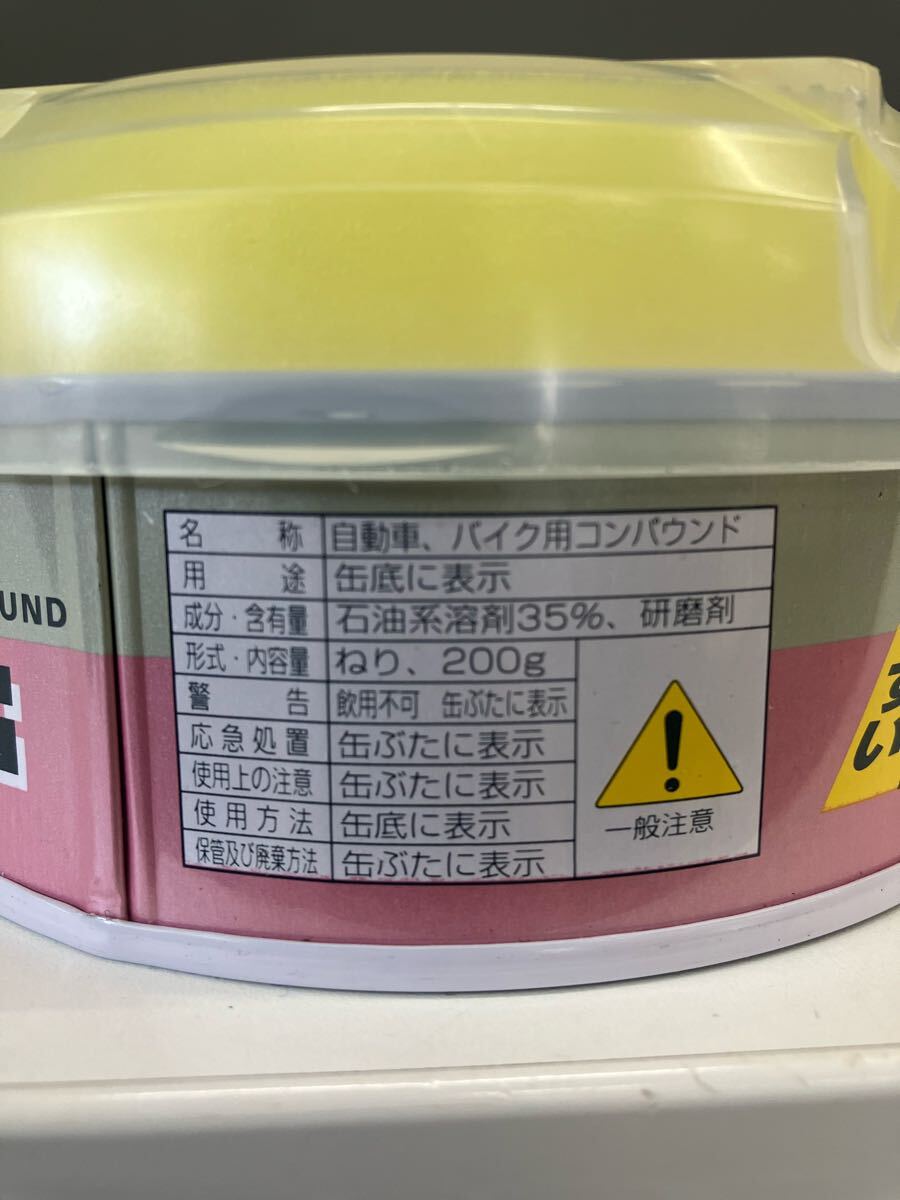 UND
名称 自動車、バイク用コンパウンド
用途 缶底に表示
成分・含有量 石油系溶剤35%、研磨剤
形式・内容量 ねり、200g
警告 飲用不可 缶ぶたに表示
応急処置 缶ぶたに表示
使用上の注意 缶ぶたに表示
使用方法 缶底に表示
保管及び廃棄方法 缶ぶたに表示
一般注意
い